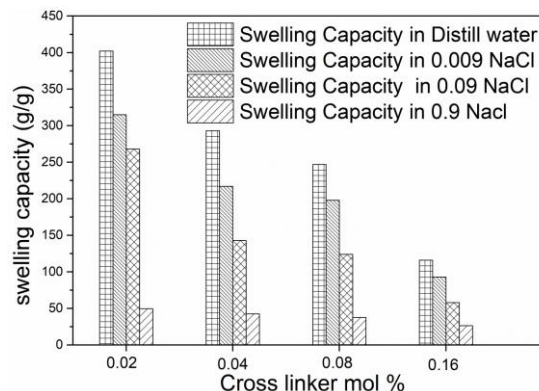 450
400
350
300
250
200
150
100
50
0
swelling capacity (g/g)
Swelling Capacity in Distill water
Swelling Capacity in 0.009 NaCl
Swelling Capacity in 0.09 NaCl
Swelling Capacity in 0.9 Nacl
0.02 0.04 0.08 0.16
Cross linker mol %